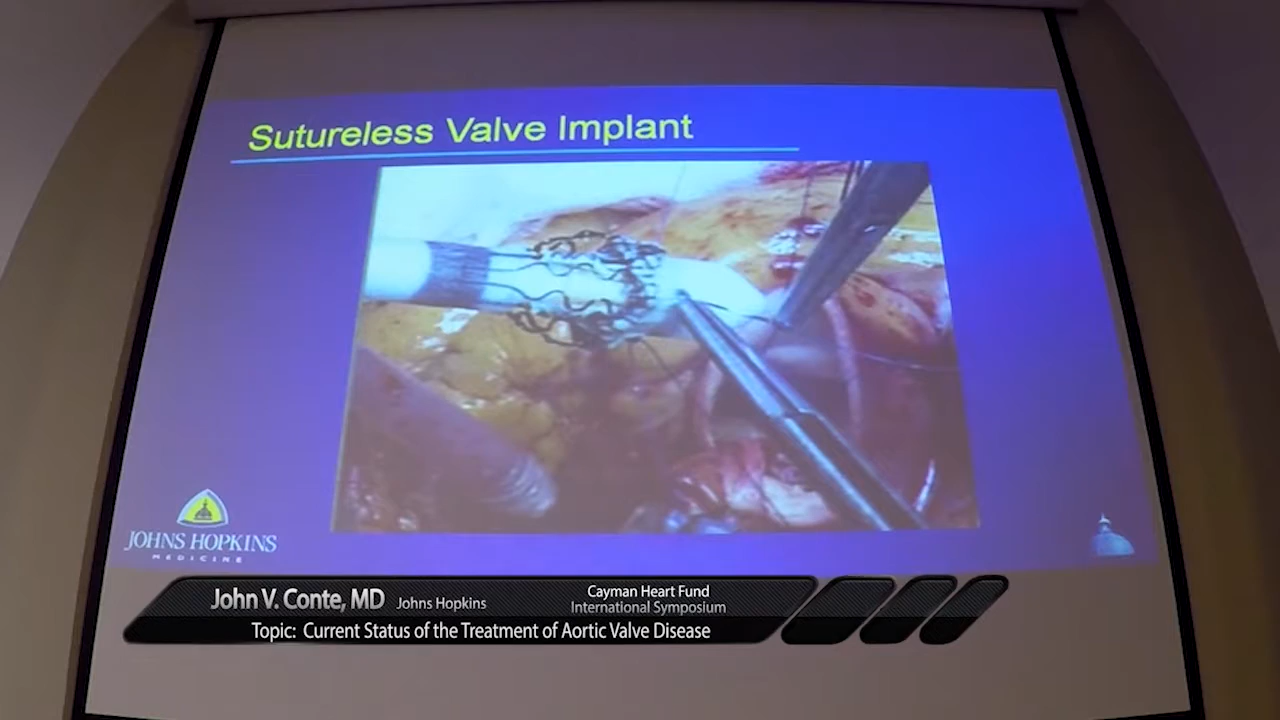 Sutureless Valve Implant
JOHNS HOPKINS
MEDICINE
John V. Conte, MD Johns Hopkins
Cayman Heart Fund
International Symposium
Topic: Current Status of the Treatment of Aortic Valve Disease